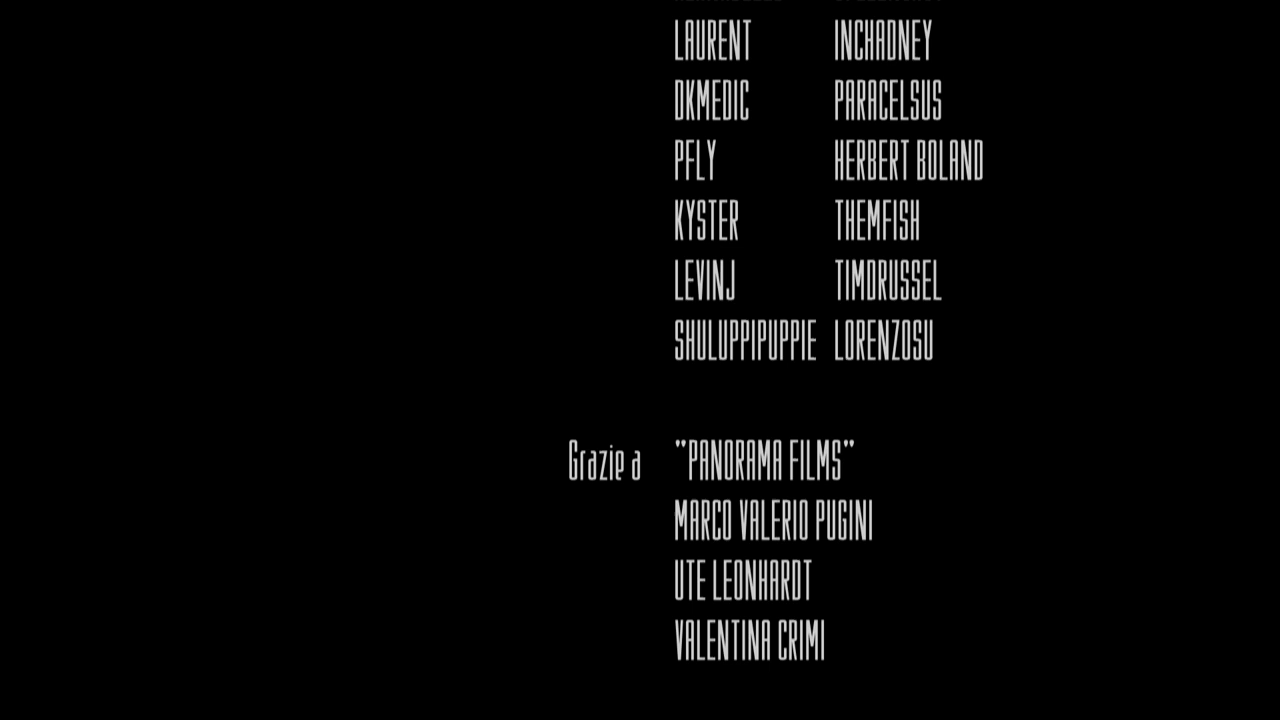 LAURENT INCHADNEY
DKMEDIC PARACELSUS
PFLY HERBERT BOLAND
KYSTER THEMFISH
LEVINJ TIMDRUSSEL
SHULUPPIPUPPIE LORENZOSU
Grazie a "PANORAMA FILMS"
MARCO VALERIO PUGINI
UTE LEONHARDT
VALENTINA CRIMI